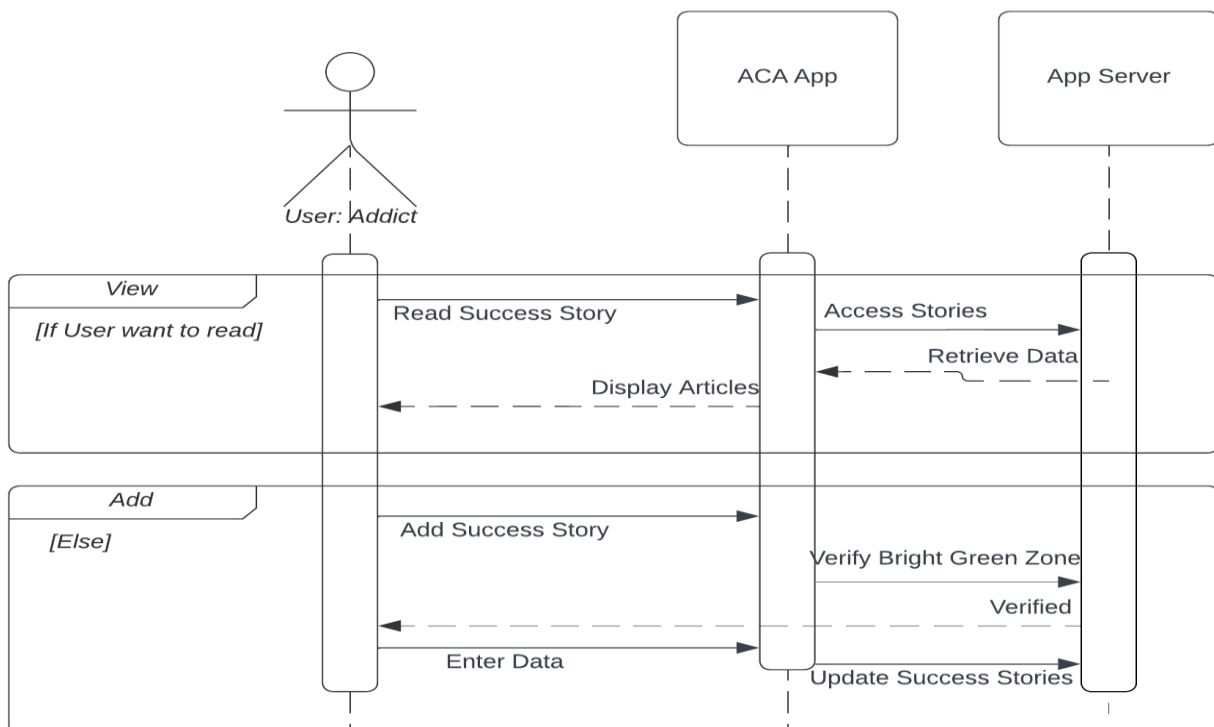 ACA App
App Server
User: Addict
View
[If User want to read]
Read Success Story
Access Stories
Retrieve Data
Display Articles
Add
[Else]
Add Success Story
Verify Bright Green Zone
Verified
Enter Data
Update Success Stories